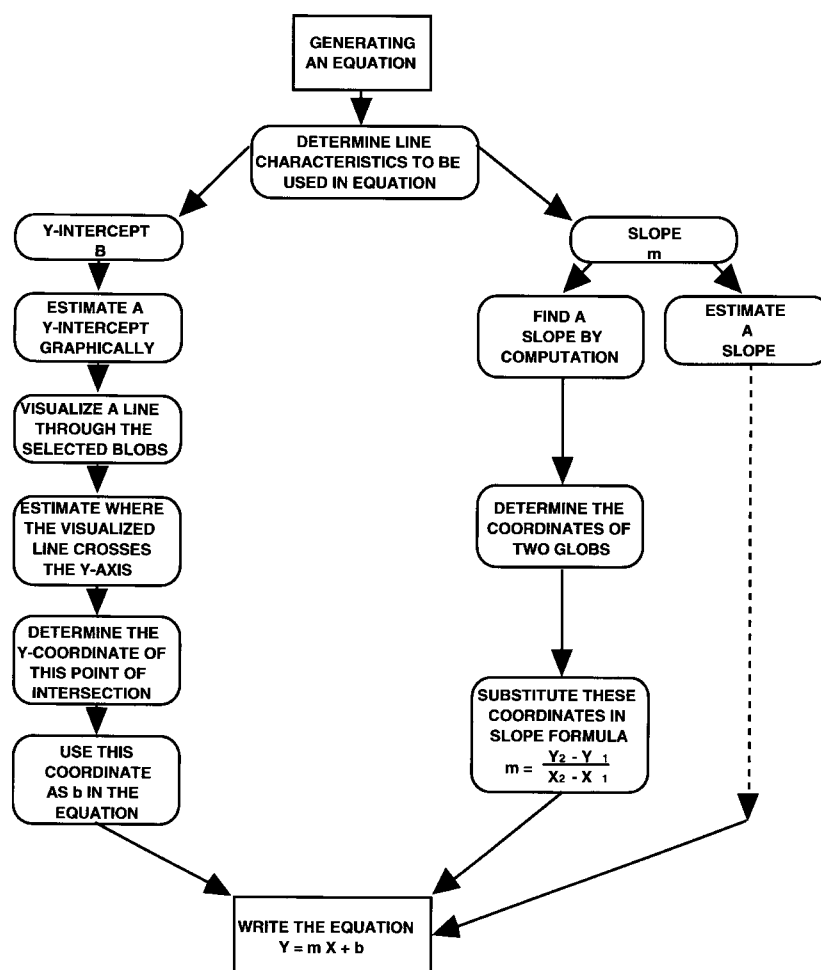 GENERATING
AN EQUATION
DETERMINE LINE
CHARACTERISTICS TO BE
USED IN EQUATION
Y-INTERCEPT
B
ESTIMATE A
Y-INTERCEPT
GRAPHICALLY
VISUALIZE A LINE
THROUGH THE
SELECTED BLOBS
ESTIMATE WHERE
THE VISUALIZED
LINE CROSSES
THE Y-AXIS
DETERMINE THE
Y-COORDINATE OF
THIS POINT OF
INTERSECTION
USE THIS
COORDINATE
AS b IN THE
EQUATION
SLOPE
m
FIND A
SLOPE BY
COMPUTATION
DETERMINE THE
COORDINATES OF
TWO GLOBS
SUBSTITUTE THESE
COORDINATES IN
SLOPE FORMULA
m = Y2 - Y 1 / X2 - X 1
ESTIMATE
A
SLOPE
WRITE THE EQUATION
Y = m X + b